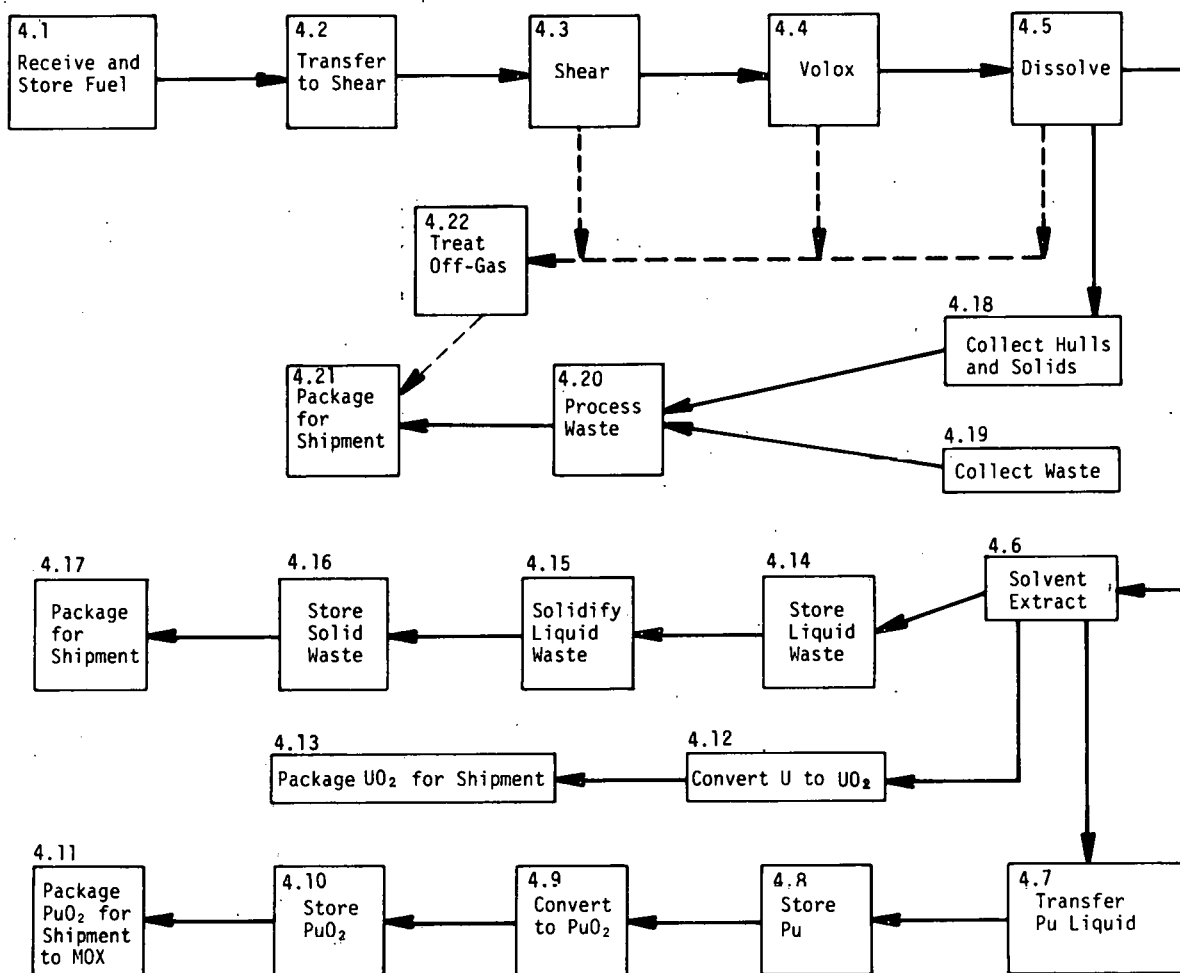 4.1
Receive and
Store Fuel
4.2
Transfer
to Shear
4.3
Shear
4.4
Volox
4.5
Dissolve
4.22
Treat
Off-Gas
4.18
Collect Hulls
and Solids
4.21
Package
for
Shipment
4.20
Process
Waste
4.19
Collect Waste
4.17
Package
for
Shipment
4.16
Store
Solid
Waste
4.15
Solidify
Liquid
Waste
4.14
Store
Liquid
Waste
4.6
Solvent
Extract
4.13
Package UO₂ for Shipment
4.12
Convert U to UO₂
4.11
Package
PuO₂ for
Shipment
to MOX
4.10
Store
PuO₂
4.9
Convert
to PuO₂
4.8
Store
Pu
4.7
Transfer
Pu Liquid